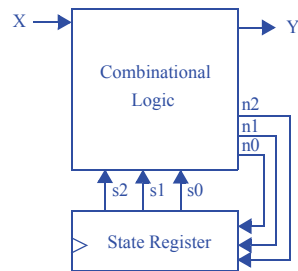 X
Y
Combinational
Logic
n2
n1
n0
s2
s1
s0
State Register